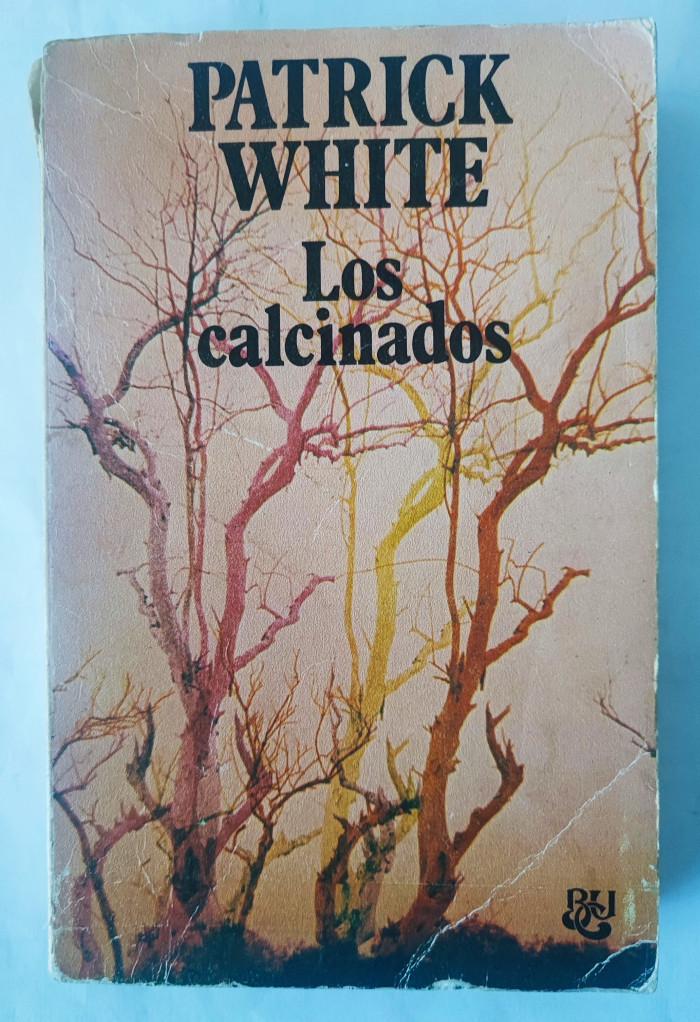 PATRICK
WHITE
Los
calcinados